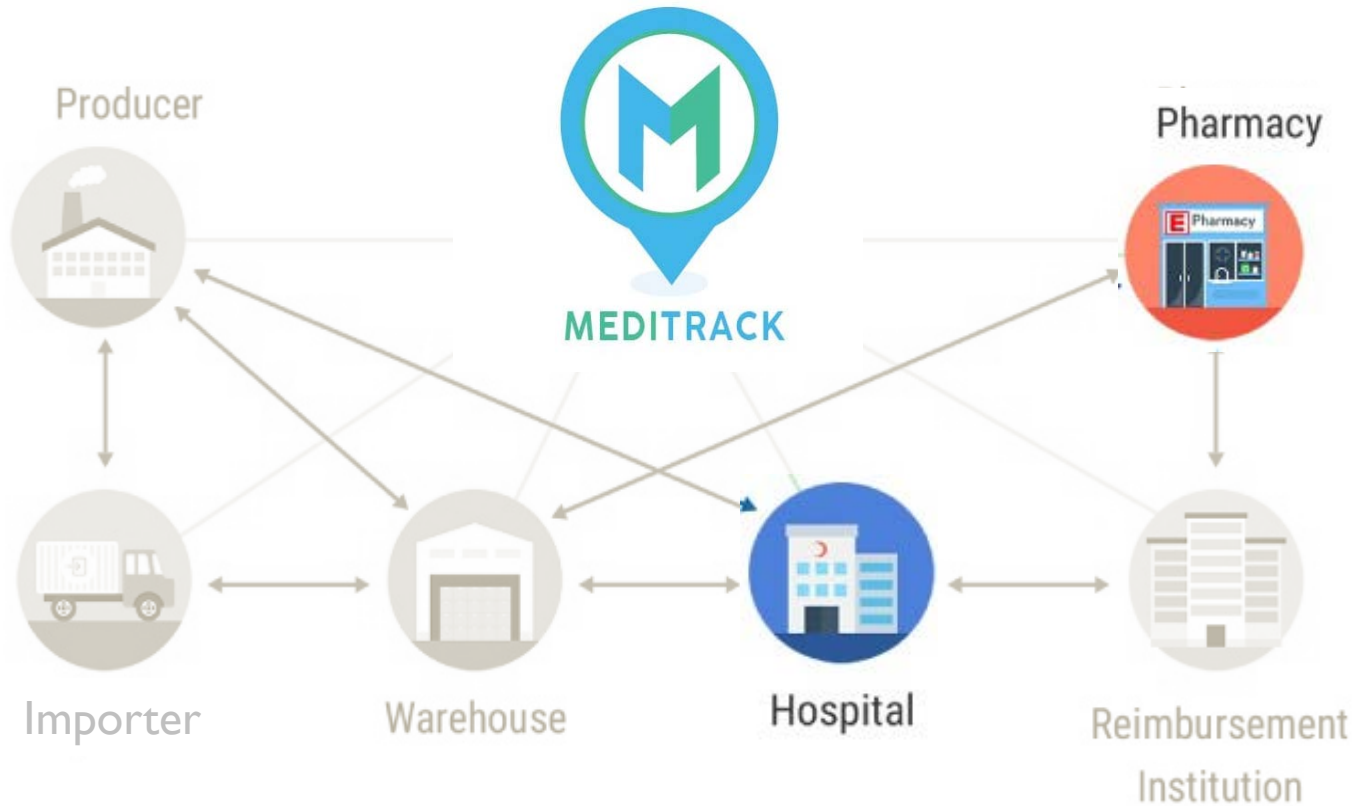 Producer
Pharmacy
E Pharmacy
MEDITRACK
Importer
Warehouse
Hospital
Reimbursement
Institution